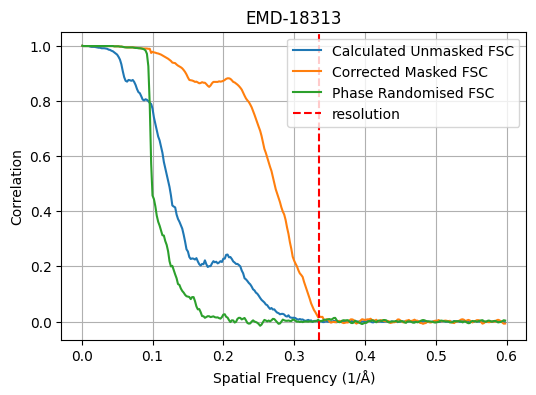 EMD-18313
Calculated Unmasked FSC
Corrected Masked FSC
Phase Randomised FSC
resolution
Correlation
1.0
0.8
0.6
0.4
0.2
0.0
0.0 0.1 0.2 0.3 0.4 0.5 0.6
Spatial Frequency (1/Å)